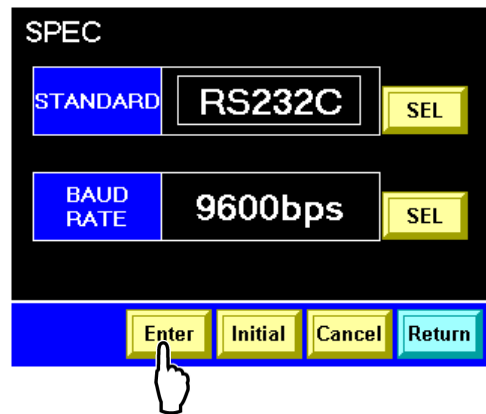 SPEC
STANDARD RS232C SEL
BAUD
RATE 9600bps SEL
Enter Initial Cancel Return